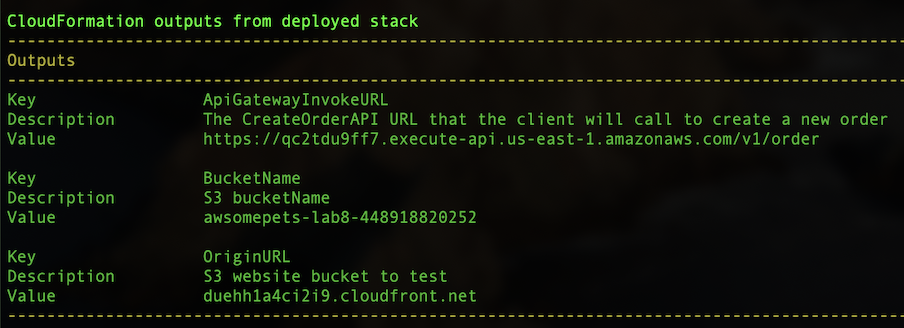 CloudFormation outputs from deployed stack
--------------------------------------------------------------------------------
Outputs
--------------------------------------------------------------------------------
Key ApiGatewayInvokeURL
Description The CreateOrderAPI URL that the client will call to create a new order
Value https://qc2tdu9ff7.execute-api.us-east-1.amazonaws.com/v1/order
Key BucketName
Description S3 bucketName
Value awsomepets-lab8-448918820252
Key OriginURL
Description S3 website bucket to test
Value duehh1a4ci2i9.cloudfront.net
--------------------------------------------------------------------------------